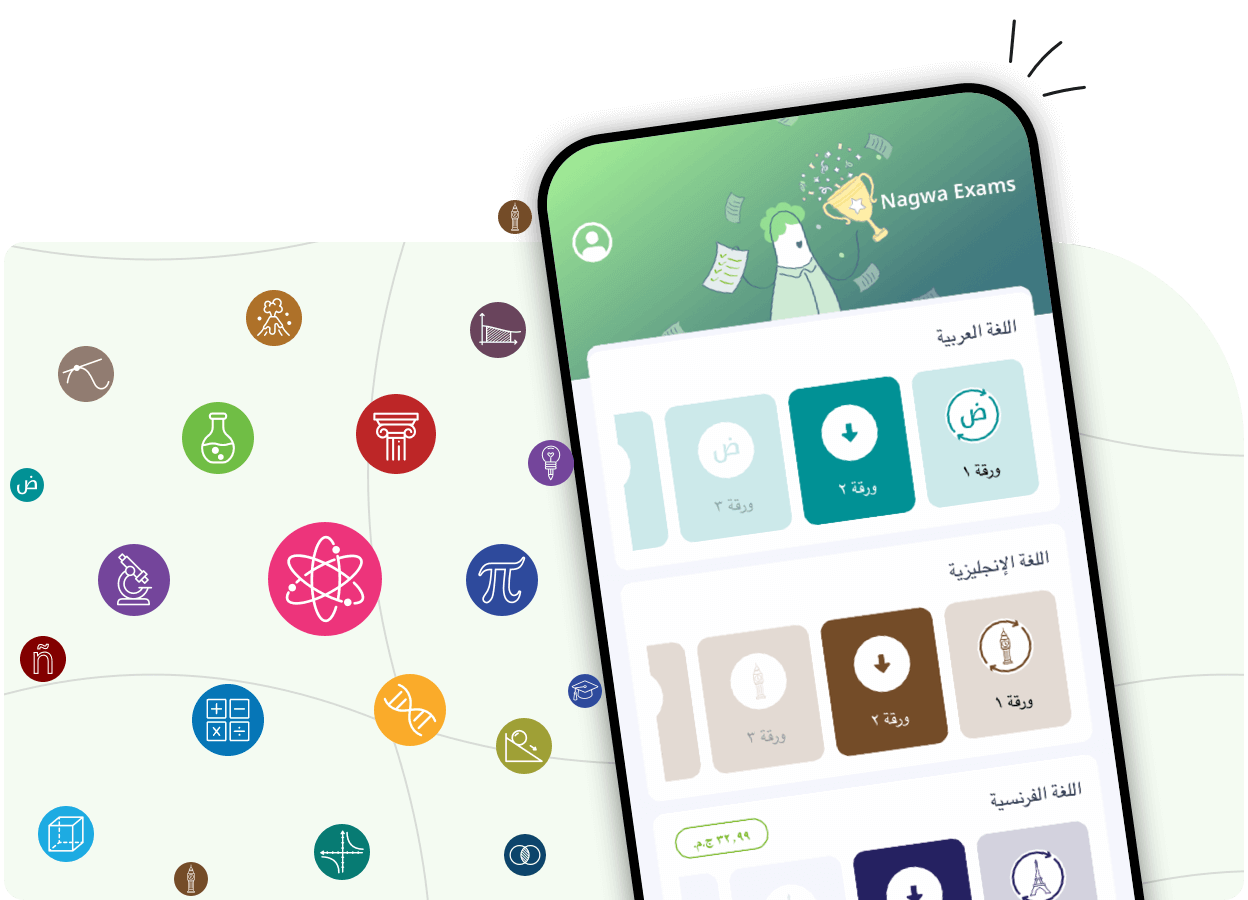 Nagwa Exams
اللغة العربية
ض
ورقة ١
ورقة ٢
ض
ورقة ٣
اللغة الإنجليزية
ورقة ١
ورقة ٢
ورقة ٣
اللغة الفرنسية
٣٢,٩٩ ج.م.
ض
π
ñ
+ −
x ÷